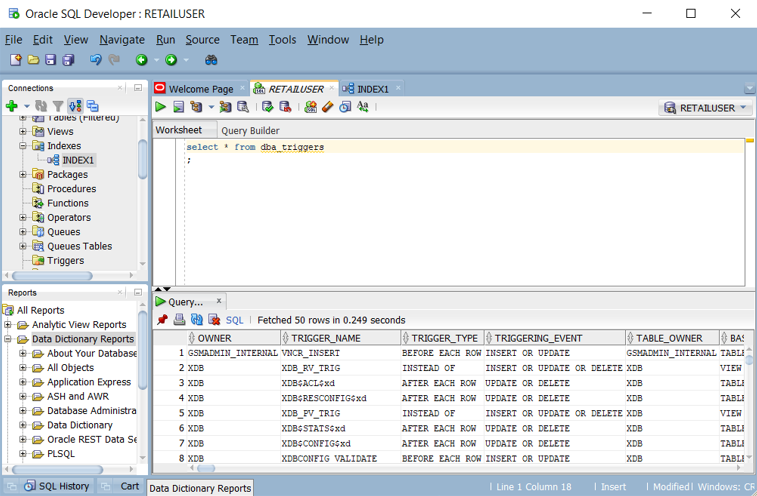 Oracle SQL Developer : RETAILUSER
File Edit View Navigate Run Source Team Tools Window Help
Connections
Tables (Filtered)
Views
Indexes
INDEX1
Packages
Procedures
Functions
Operators
Queues
Queues Tables
Triggers
Reports
All Reports
Analytic View Reports
Data Dictionary Reports
About Your Database
All Objects
Application Express
ASH and AWR
Database Administra
Data Dictionary
Oracle REST Data Se
PLSQL
Welcome Page RETAILUSER INDEX1
RETAILUSER
Worksheet Query Builder
select * from dba_triggers
;
Query...
SQL | Fetched 50 rows in 0.249 seconds
OWNER TRIGGER_NAME TRIGGER_TYPE TRIGGERING_EVENT TABLE_OWNER BAS
1 GSMADMIN_INTERNAL VNCR_INSERT BEFORE EACH ROW INSERT OR UPDATE GSMADMIN_INTERNAL TABLE
2 XDB XDB_RV_TRIG INSTEAD OF INSERT OR UPDATE OR DELETE XDB VIEW
3 XDB XDB$ACL$xd AFTER EACH ROW UPDATE OR DELETE XDB TABLE
4 XDB XDB$RESCONFIG$xd AFTER EACH ROW UPDATE OR DELETE XDB TABLE
5 XDB XDB_PV_TRIG INSTEAD OF INSERT OR UPDATE OR DELETE XDB VIEW
6 XDB XDB$STATS$xd AFTER EACH ROW UPDATE OR DELETE XDB TABLE
7 XDB XDB$CONFIG$xd AFTER EACH ROW UPDATE OR DELETE XDB TABLE
8 XDB XDBCONFIG VALIDATE BEFORE EACH ROW INSERT OR UPDATE XDB TABLE
SQL History Cart Data Dictionary Reports | Line 1 Column 18 | Insert | Modified | Windows: CR